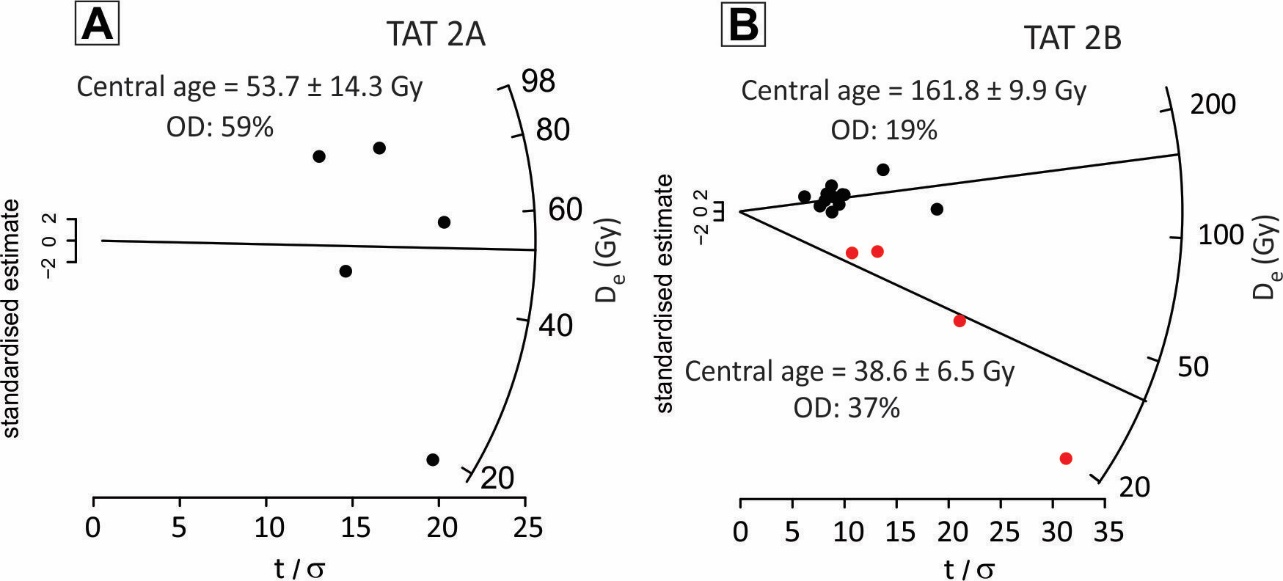 A
TAT 2A
Central age = 53.7 ± 14.3 Gy
OD: 59%
98
80
60
40
20
De (Gy)
standardised estimate
−2 0 2
0 5 10 15 20 25
t / σ
B
TAT 2B
Central age = 161.8 ± 9.9 Gy
OD: 19%
200
100
50
20
De (Gy)
standardised estimate
−2 0 2
Central age = 38.6 ± 6.5 Gy
OD: 37%
0 5 10 15 20 25 30 35
t / σ